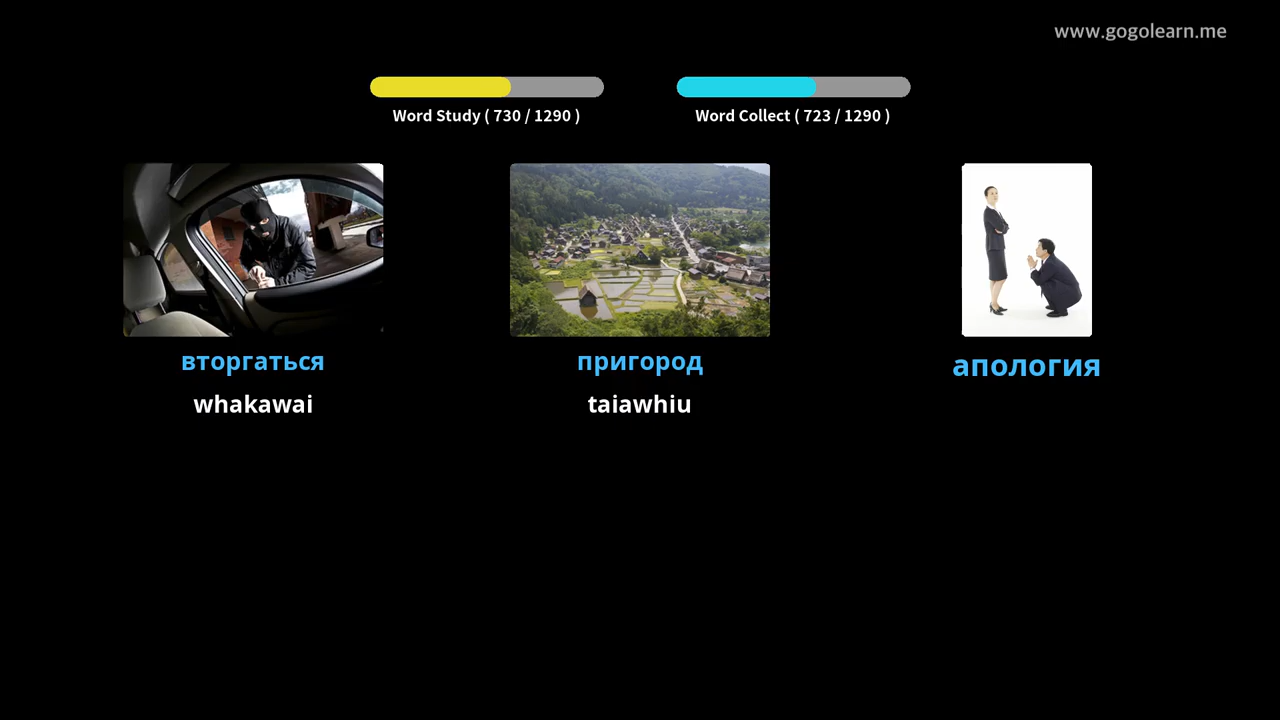 www.gogolearn.me
Word Study ( 730 / 1290 )
Word Collect ( 723 / 1290 )
вторгаться
whakawai
пригород
taiawhiu
апология